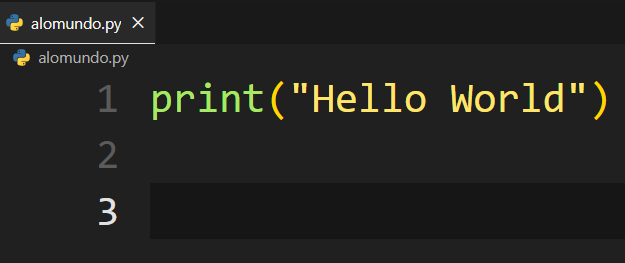 alomundo.py ×
alomundo.py
1 print("Hello World")
2
3